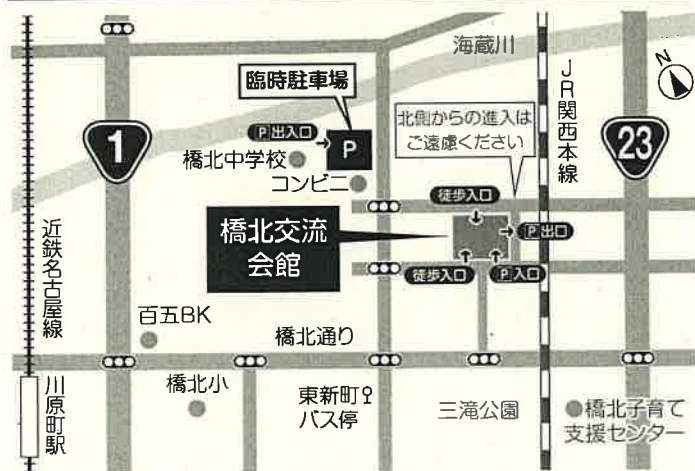 海蔵川
N
臨時駐車場
JR関西本線
1
P出入口
P
北側からの進入は
ご遠慮ください
23
橋北中学校
コンビニ
徒歩入口
橋北交流
会館
P出口
近鉄名古屋線
徒歩入口
P入口
百五BK
橋北通り
川原町駅
橋北小
東新町
バス停
三滝公園
橋北子育て
支援センター